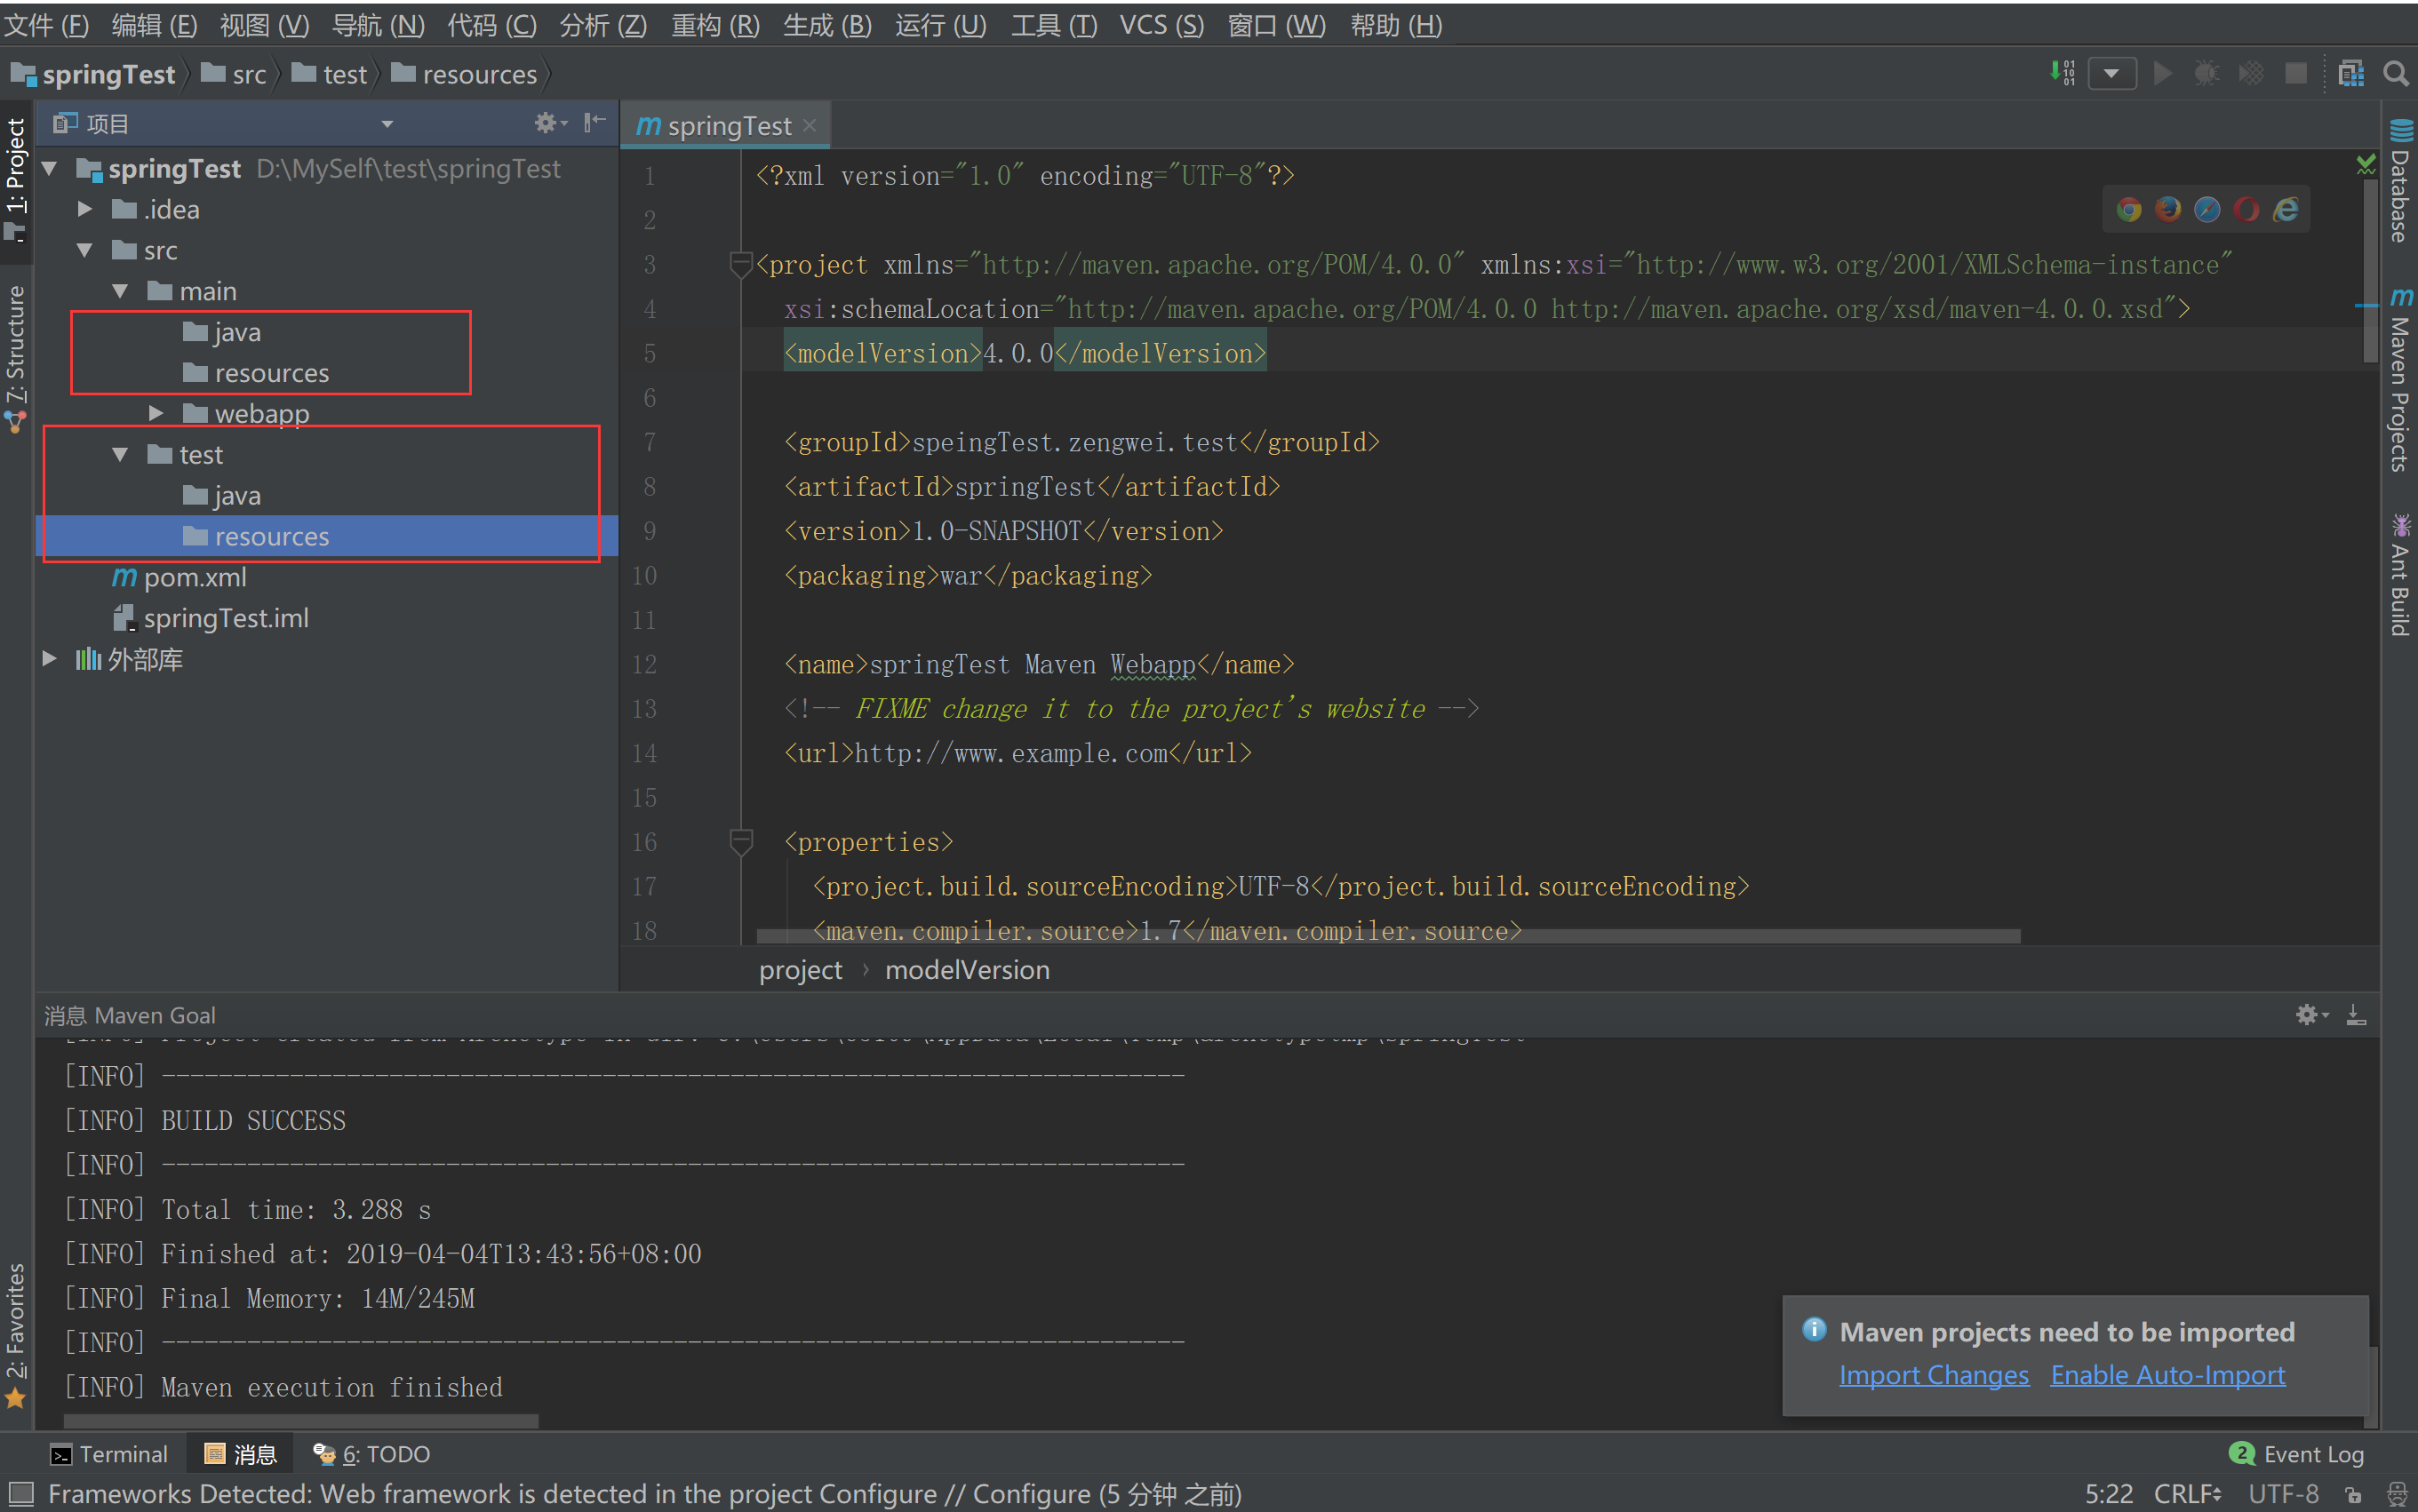 文件 (F) 编辑 (E) 视图 (V) 导航 (N) 代码 (C) 分析 (Z) 重构 (R) 生成 (B) 运行 (U) 工具 (T) VCS (S) 窗口 (W) 帮助 (H)
springTest src test resources
项目
springTest
1: Project
7: Structure
2: Favorites
springTest D:\MySelf\test\springTest
.idea
src
main
java
resources
webapp
test
java
resources
pom.xml
springTest.iml
外部库
1 <?xml version="1.0" encoding="UTF-8"?>
2
3 <project xmlns="http://maven.apache.org/POM/4.0.0" xmlns:xsi="http://www.w3.org/2001/XMLSchema-instance"
4 xsi:schemaLocation="http://maven.apache.org/POM/4.0.0 http://maven.apache.org/xsd/maven-4.0.0.xsd">
5 <modelVersion>4.0.0</modelVersion>
6
7 <groupId>speingTest.zengwei.test</groupId>
8 <artifactId>springTest</artifactId>
9 <version>1.0-SNAPSHOT</version>
10 <packaging>war</packaging>
11
12 <name>springTest Maven Webapp</name>
13 <!-- FIXME change it to the project's website -->
14 <url>http://www.example.com</url>
15
16 <properties>
17 <project.build.sourceEncoding>UTF-8</project.build.sourceEncoding>
18 <maven.compiler.source>1.7</maven.compiler.source>
project › modelVersion
Database
Maven Projects
Ant Build
消息 Maven Goal
[INFO] ------------------------------------------------------------------------
[INFO] BUILD SUCCESS
[INFO] ------------------------------------------------------------------------
[INFO] Total time: 3.288 s
[INFO] Finished at: 2019-04-04T13:43:56+08:00
[INFO] Final Memory: 14M/245M
[INFO] ------------------------------------------------------------------------
[INFO] Maven execution finished
Maven projects need to be imported
Import Changes Enable Auto-Import
Terminal 消息 6: TODO 2 Event Log
Frameworks Detected: Web framework is detected in the project Configure // Configure (5 分钟 之前) 5:22 CRLF UTF-8